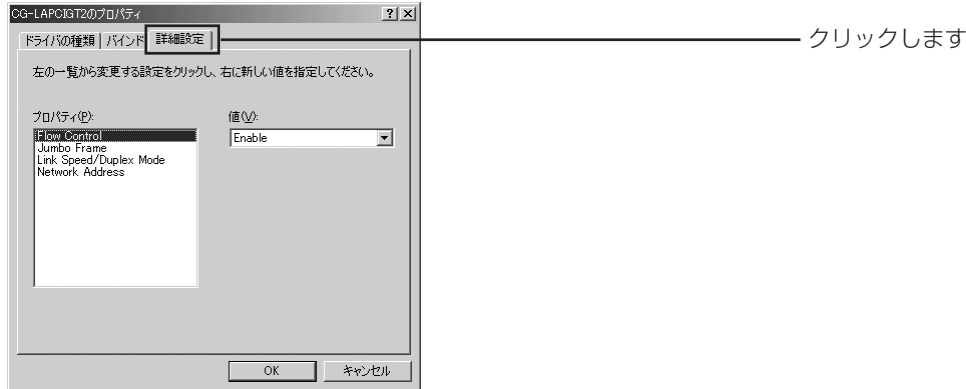 CG-LAPCIGT2のプロパティ
ドライバの種類 バインド 詳細設定
クリックします
左の一覧から変更する設定をクリックし、右に新しい値を指定してください。
プロパティ(P):
Flow Control
Jumbo Frame
Link Speed/Duplex Mode
Network Address
値(V):
Enable
OK キャンセル